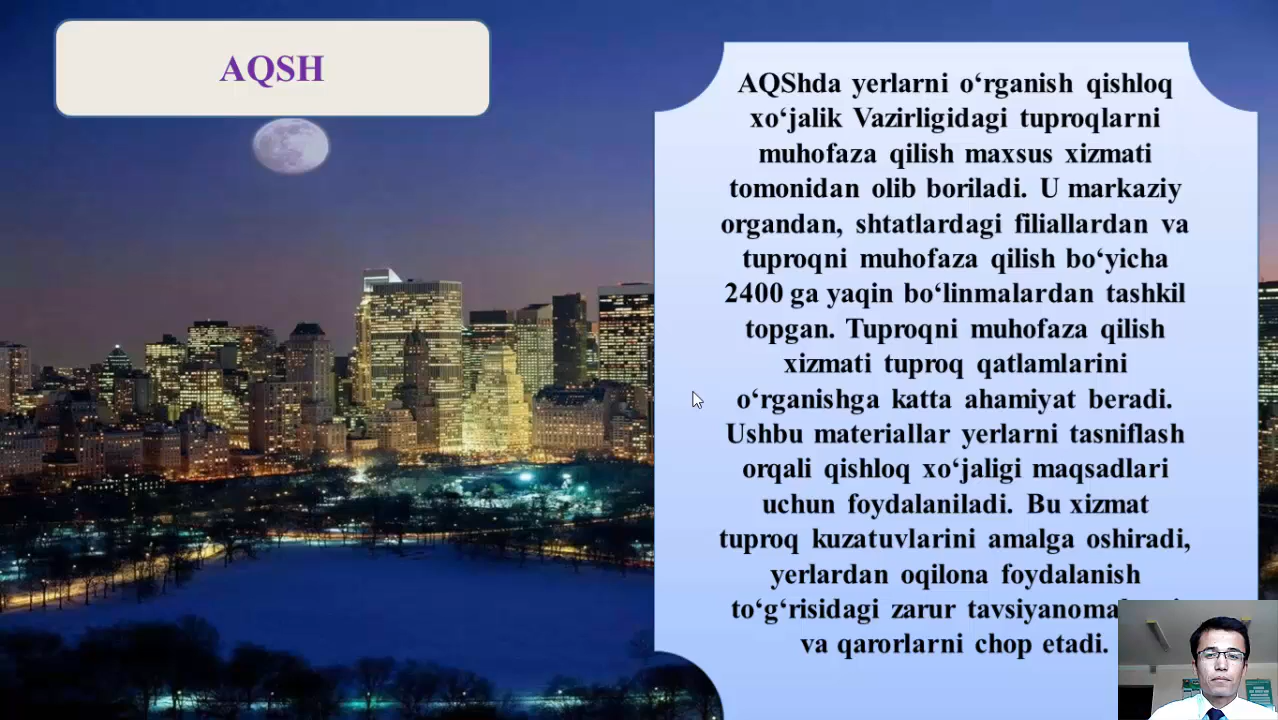 AQSH
AQShda yerlarni o‘rganish qishloq
xo‘jalik Vazirligidagi tuproqlarni
muhofaza qilish maxsus xizmati
tomonidan olib boriladi. U markaziy
organdan, shtatlardagi filiallardan va
tuproqni muhofaza qilish bo‘yicha
2400 ga yaqin bo‘linmalardan tashkil
topgan. Tuproqni muhofaza qilish
xizmati tuproq qatlamlarini
o‘rganishga katta ahamiyat beradi.
Ushbu materiallar yerlarni tasniflash
orqali qishloq xo‘jaligi maqsadlari
uchun foydalaniladi. Bu xizmat
tuproq kuzatuvlarini amalga oshiradi,
yerlardan oqilona foydalanish
to‘g‘risidagi zarur
va qarorlarni chop etadi.